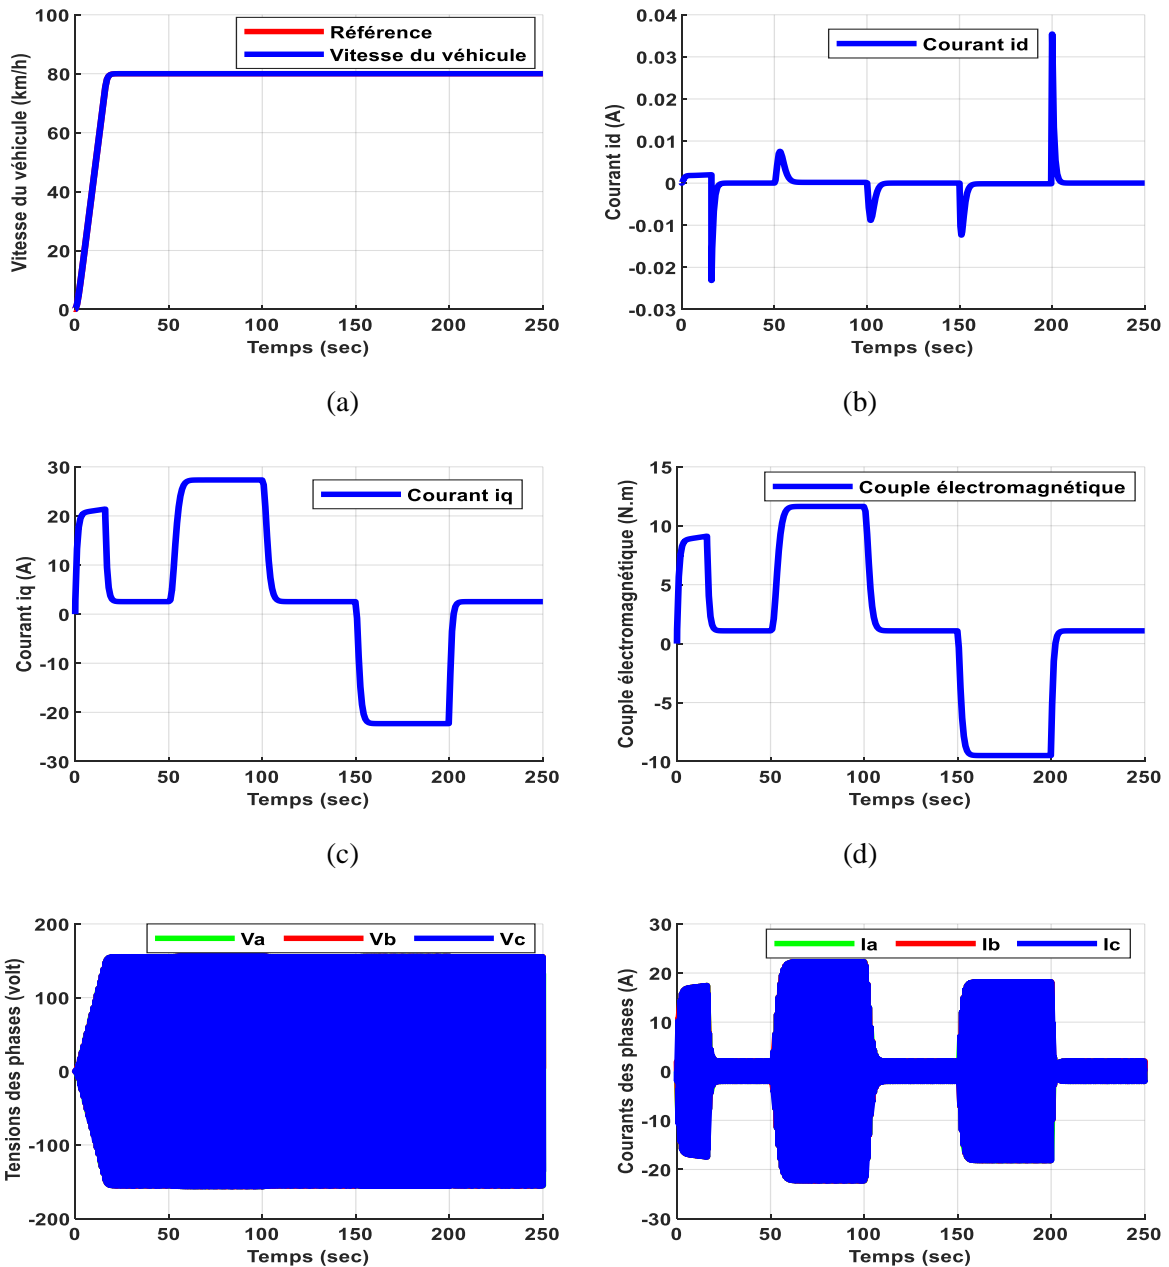 Référence
Vitesse du véhicule
Vitesse du véhicule (km/h)
100
80
60
40
20
0
0 50 100 150 200 250
Temps (sec)
(a)
Courant id
Courant id (A)
0.04
0.03
0.02
0.01
0
-0.01
-0.02
-0.03
0 50 100 150 200 250
Temps (sec)
(b)
Courant iq
Courant iq (A)
30
20
10
0
-10
-20
-30
0 50 100 150 200 250
Temps (sec)
(c)
Couple électromagnétique
Couple électromagnétique (N.m)
15
10
5
0
-5
-10
0 50 100 150 200 250
Temps (sec)
(d)
Va Vb Vc
Tensions des phases (volt)
200
100
0
-100
-200
0 50 100 150 200 250
Temps (sec)
Ia Ib Ic
Courants des phases (A)
30
20
10
0
-10
-20
-30
0 50 100 150 200 250
Temps (sec)